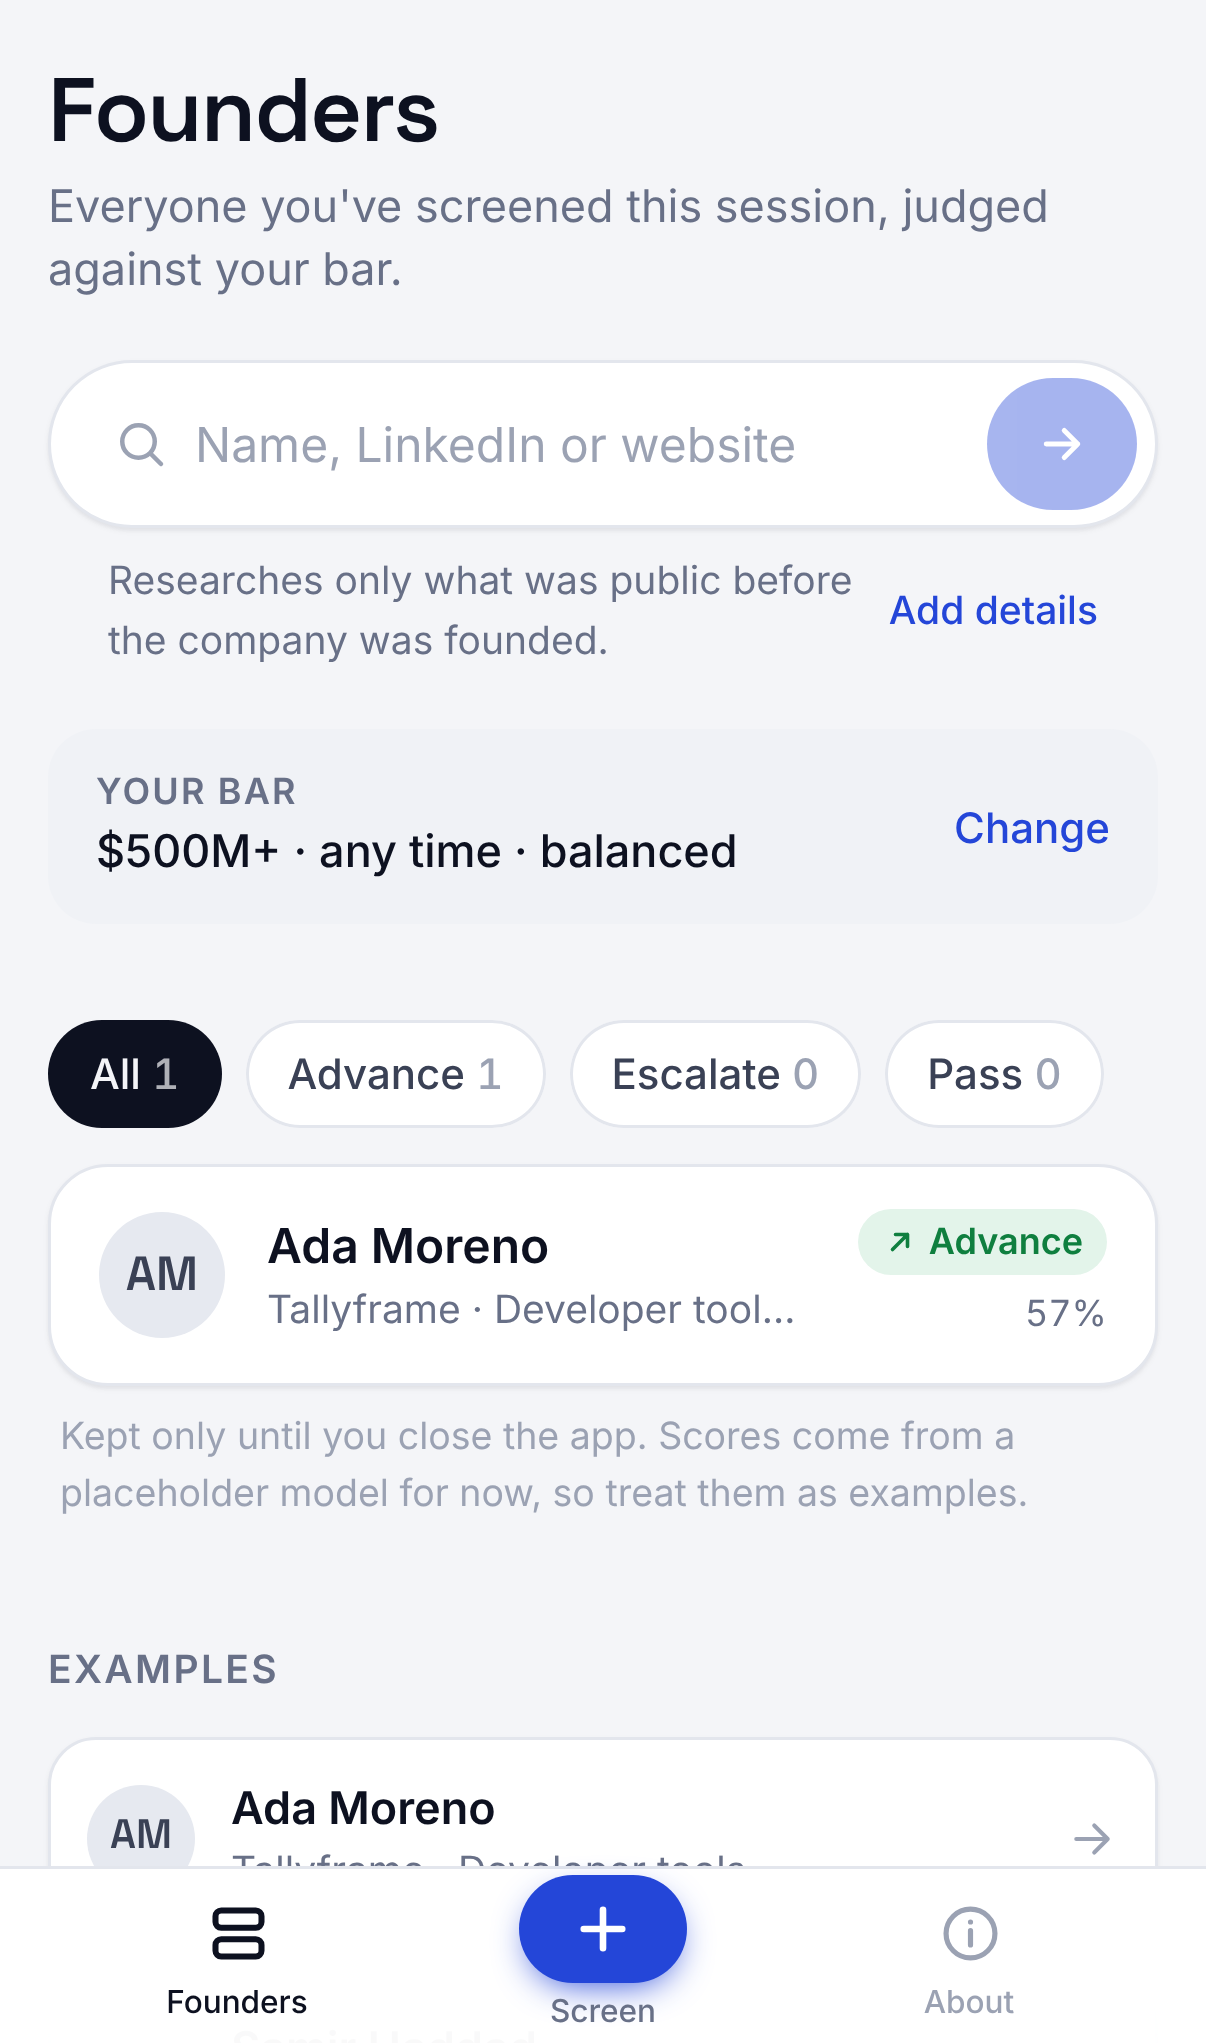 Founders
Everyone you've screened this session, judged
against your bar.
Name, LinkedIn or website
Researches only what was public before
the company was founded.
Add details
YOUR BAR
$500M+ · any time · balanced
Change
All 1
Advance 1
Escalate 0
Pass 0
AM
Ada Moreno
Tallyframe · Developer tool...
Advance
57%
Kept only until you close the app. Scores come from a
placeholder model for now, so treat them as examples.
EXAMPLES
AM
Ada Moreno
Tallyframe · Developer tools
Founders
Screen
About